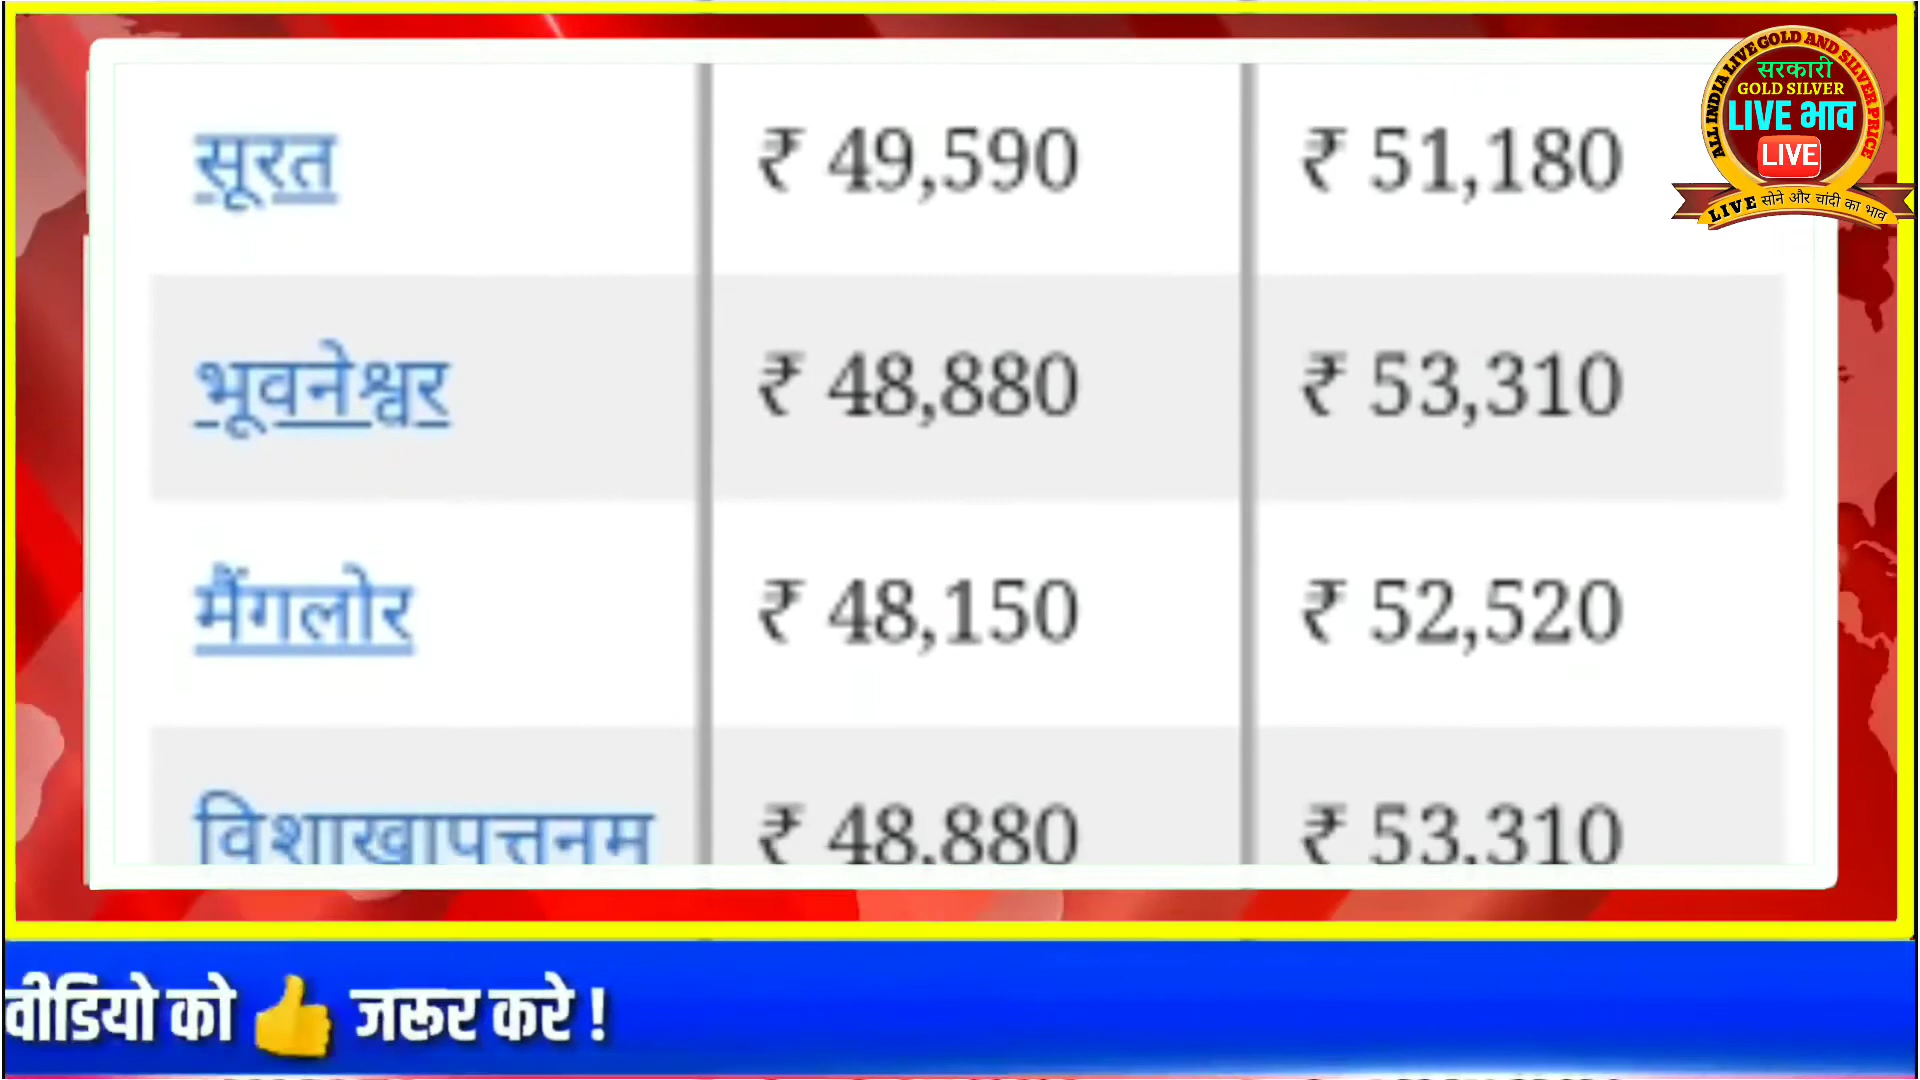 सूरत ₹ 49,590 ₹ 51,180
भूवनेश्वर ₹ 48,880 ₹ 53,310
मैंगलोर ₹ 48,150 ₹ 52,520
विशाखापत्तनम ₹ 48,880 ₹ 53,310
ALL INDIA LIVE GOLD AND SILVER PRICE
सरकारी
GOLD SILVER
LIVE भाव
LIVE
LIVE सोने और चांदी का भाव
वीडियो को 👍 जरूर करे !